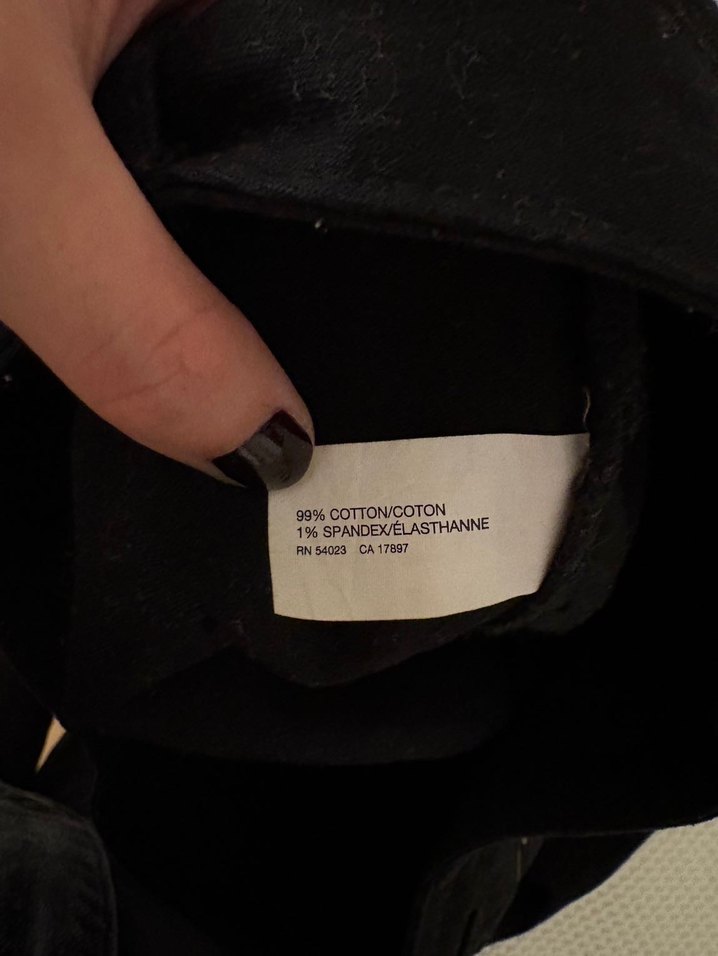 99% COTTON/COTON
1% SPANDEX/ÉLASTHANNE
RN 54023 CA 17897